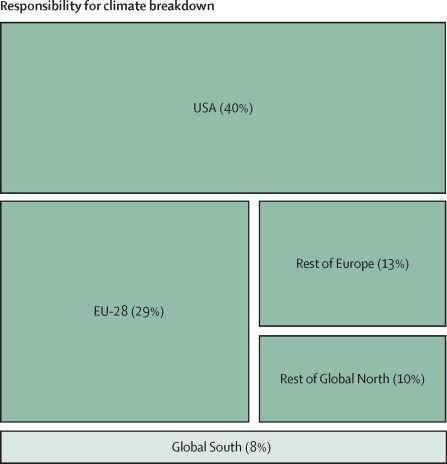 Responsibility for climate breakdown
USA (40%)
EU-28 (29%)
Rest of Europe (13%)
Rest of Global North (10%)
Global South (8%)